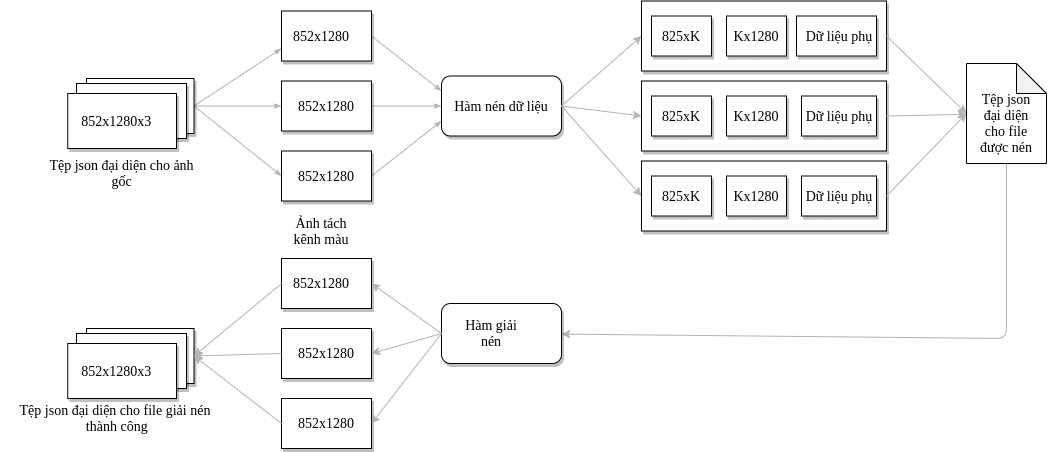 852x1280x3
Tệp json đại diện cho ảnh
gốc
852x1280
852x1280
852x1280
Ảnh tách
kênh màu
Hàm nén dữ liệu
825xK
Kx1280
Dữ liệu phụ
825xK
Kx1280
Dữ liệu phụ
825xK
Kx1280
Dữ liệu phụ
Tệp json
đại diện
cho file
được nén
Hàm giải
nén
852x1280
852x1280
852x1280
852x1280x3
Tệp json đại diện cho file giải nén
thành công